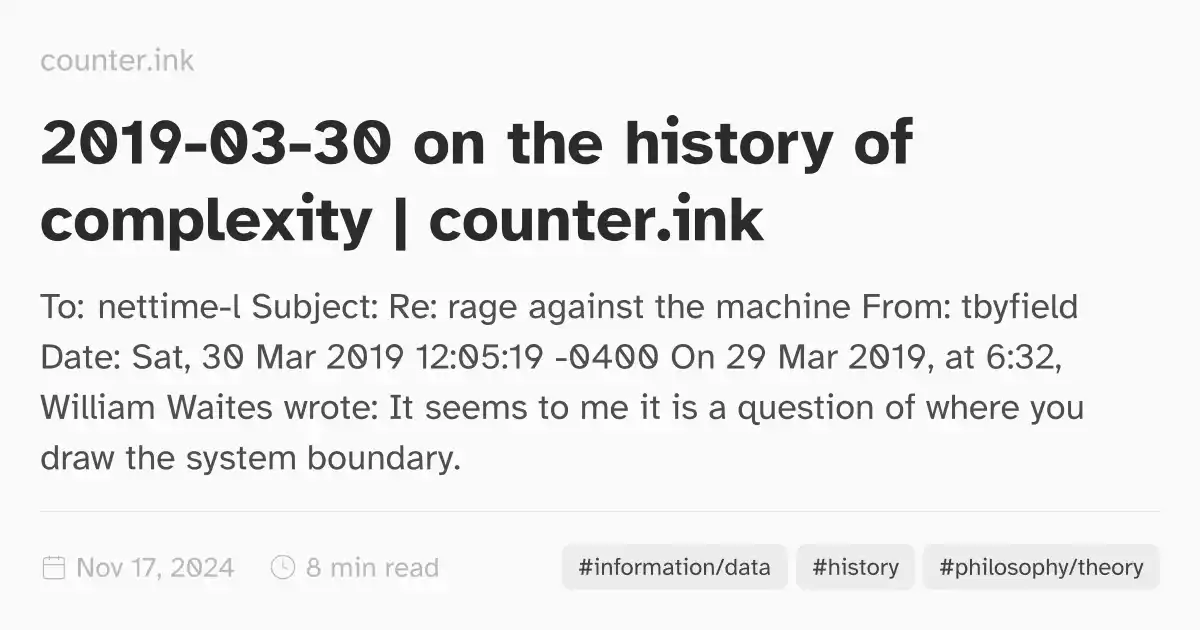 counter.ink
2019-03-30 on the history of
complexity | counter.ink
To: nettime-l Subject: Re: rage against the machine From: tbyfield
Date: Sat, 30 Mar 2019 12:05:19 -0400 On 29 Mar 2019, at 6:32,
William Waites wrote: It seems to me it is a question of where you
draw the system boundary.
Nov 17, 2024 8 min read #information/data #history #philosophy/theory